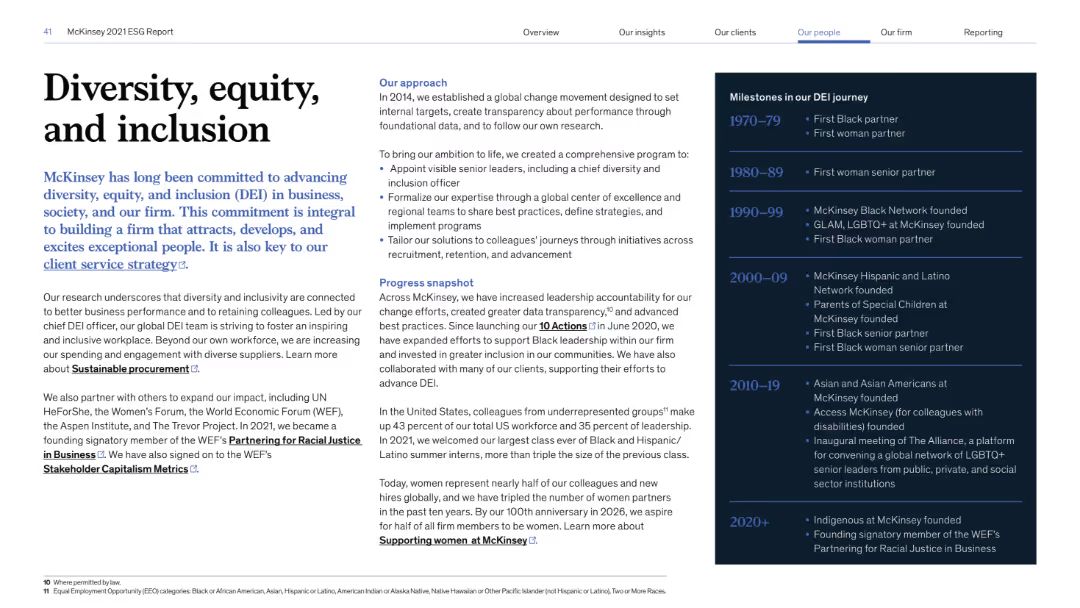 41 McKinsey 2021 ESG Report
Overview Our insights Our clients Our people Our firm Reporting
Diversity, equity,
and inclusion
McKinsey has long been committed to advancing
diversity, equity, and inclusion (DEI) in business,
society, and our firm. This commitment is integral
to building a firm that attracts, develops, and
excites exceptional people. It is also key to our
client service strategy.
Our research underscores that diversity and inclusivity are connected
to better business performance and to retaining colleagues. Led by our
chief DEI officer, our global DEI team is striving to foster an inspiring
and inclusive workplace. Beyond our own workforce, we are increasing
our spending and engagement with diverse suppliers. Learn more
about Sustainable procurement.
We also partner with others to expand our impact, including UN
HeForShe, the Women's Forum, the World Economic Forum (WEF),
the Aspen Institute, and The Trevor Project. In 2021, we became a
founding signatory member of the WEF's Partnering for Racial Justice
in Business. We have also signed on to the WEF's
Stakeholder Capitalism Metrics.
Our approach
In 2014, we established a global change movement designed to set
internal targets, create transparency about performance through
foundational data, and to follow our own research.
To bring our ambition to life, we created a comprehensive program to:
• Appoint visible senior leaders, including a chief diversity and
inclusion officer
• Formalize our expertise through a global center of excellence and
regional teams to share best practices, define strategies, and
implement programs
• Tailor our solutions to colleagues' journeys through initiatives across
recruitment, retention, and advancement
Progress snapshot
Across McKinsey, we have increased leadership accountability for our
change efforts, created greater data transparency,10 and advanced
best practices. Since launching our 10 Actions in June 2020, we
have expanded efforts to support Black leadership within our firm
and invested in greater inclusion in our communities. We have also
collaborated with many of our clients, supporting their efforts to
advance DEI.
In the United States, colleagues from underrepresented groups11 make
up 43 percent of our total US workforce and 35 percent of leadership.
In 2021, we welcomed our largest class ever of Black and Hispanic/
Latino summer interns, more than triple the size of the previous class.
Today, women represent nearly half of our colleagues and new
hires globally, and we have tripled the number of women partners
in the past ten years. By our 100th anniversary in 2026, we aspire
for half of all firm members to be women. Learn more about
Supporting women at McKinsey.
Milestones in our DEI journey
1970–79
• First Black partner
• First woman partner
1980–89
• First woman senior partner
1990–99
• McKinsey Black Network founded
• GLAM, LGBTQ+ at McKinsey founded
• First Black woman partner
2000–09
• McKinsey Hispanic and Latino
Network founded
• Parents of Special Children at
McKinsey founded
• First Black senior partner
• First Black woman senior partner
2010–19
• Asian and Asian Americans at
McKinsey founded
• Access McKinsey (for colleagues with
disabilities) founded
• Inaugural meeting of The Alliance, a platform
for convening a global network of LGBTQ+
senior leaders from public, private, and social
sector institutions
2020+
• Indigenous at McKinsey founded
• Founding signatory member of the WEF's
Partnering for Racial Justice in Business
10 Where permitted by law.
11 Equal Employment Opportunity (EEO) categories: Black or African American, Asian, Hispanic or Latino, American Indian or Alaska Native, Native Hawaiian or Other Pacific Islander (not Hispanic or Latino), Two or More Races.